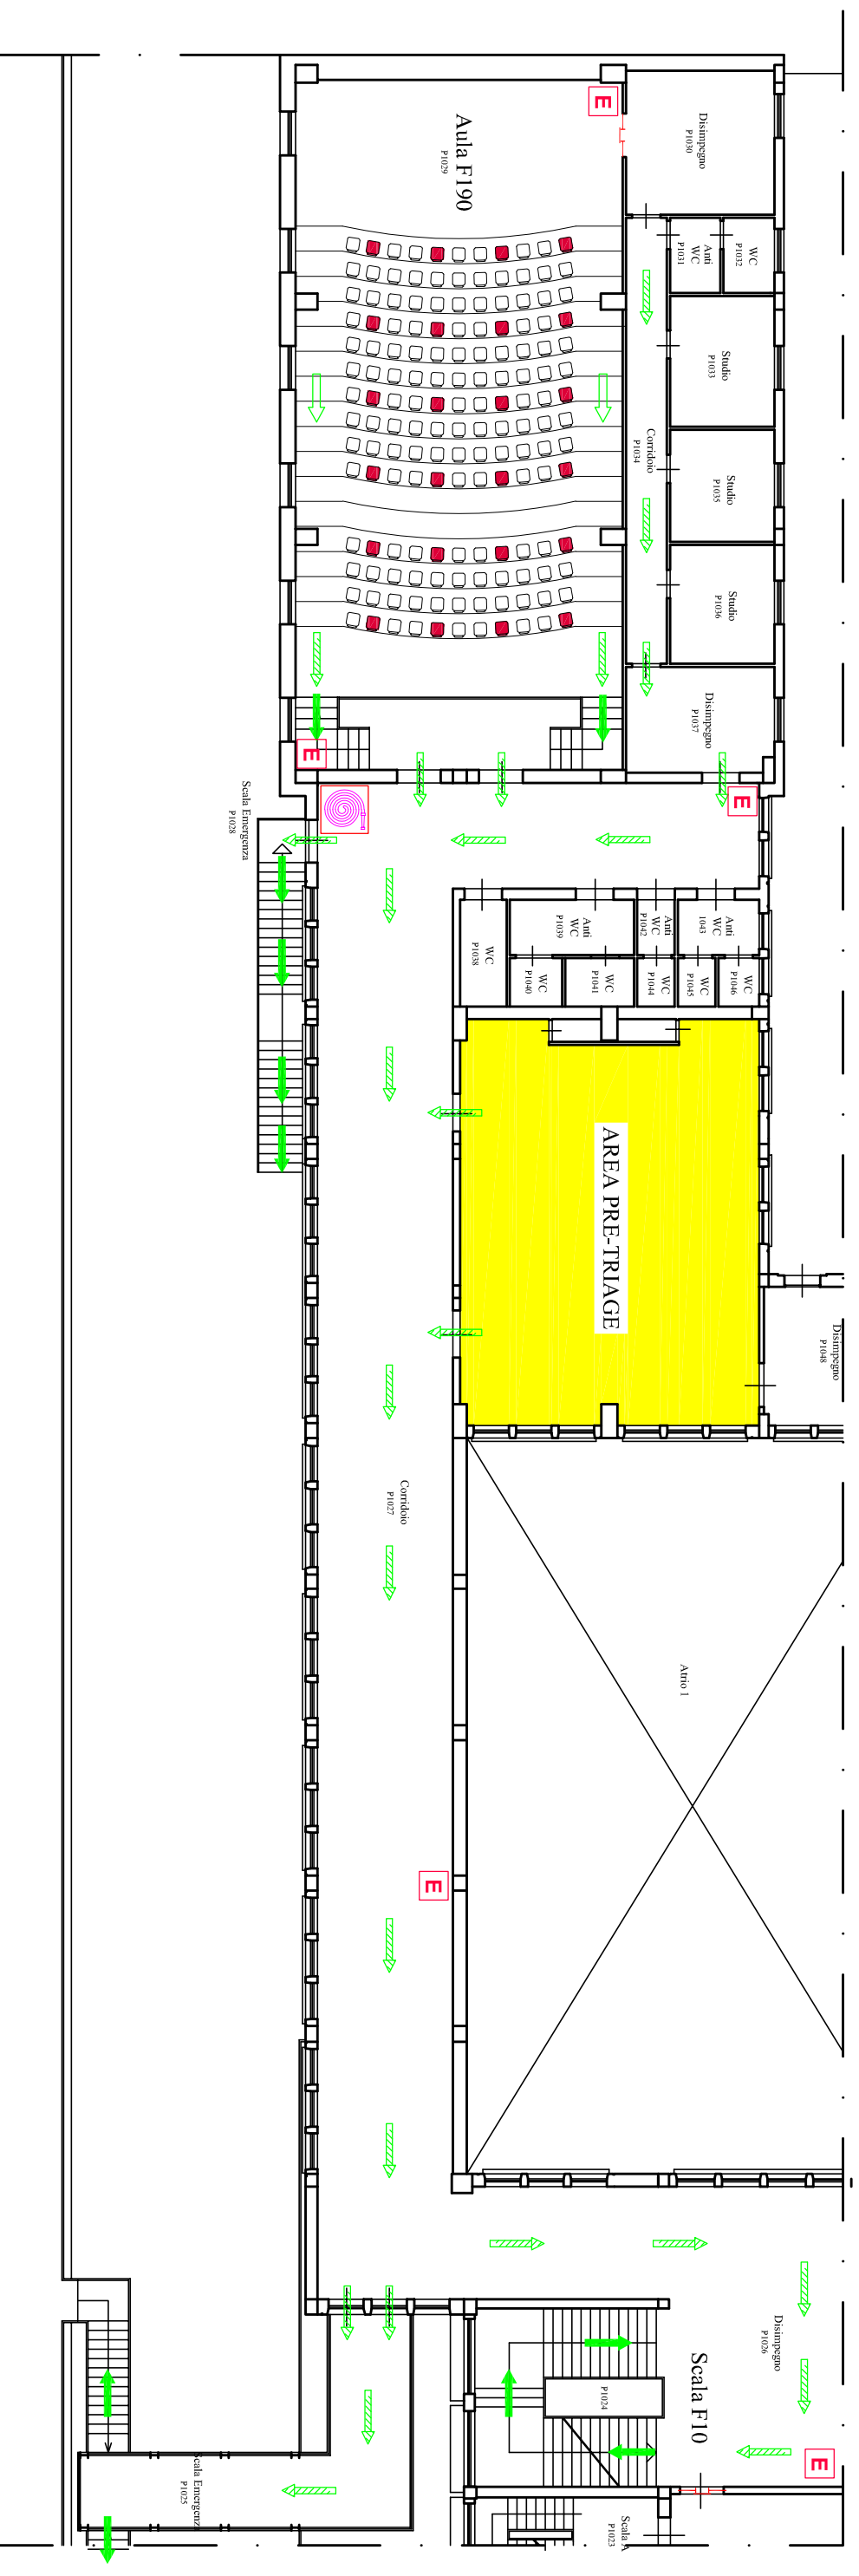 Disimpegno
P1030
E
Aula F190
P1029
WC
P1032
Anti
WC
P1031
Studio
P1033
Corridoio
P1034
Studio
P1035
Studio
P1036
Disimpegno
P1037
E
E
Scala Emergenza
P1028
Anti
WC
1043
Anti
WC
P1042
Anti
WC
P1039
WC
P1038
WC
P1046
WC
P1045
WC
P1044
WC
P1041
WC
P1040
AREA PRE-TRIAGE
Disimpegno
P1048
Corridoio
P1027
Atrio 1
E
Disimpegno
P1026
Scala F10
P1024
E
Scala Emergenza
P1025
Scala A
P1023